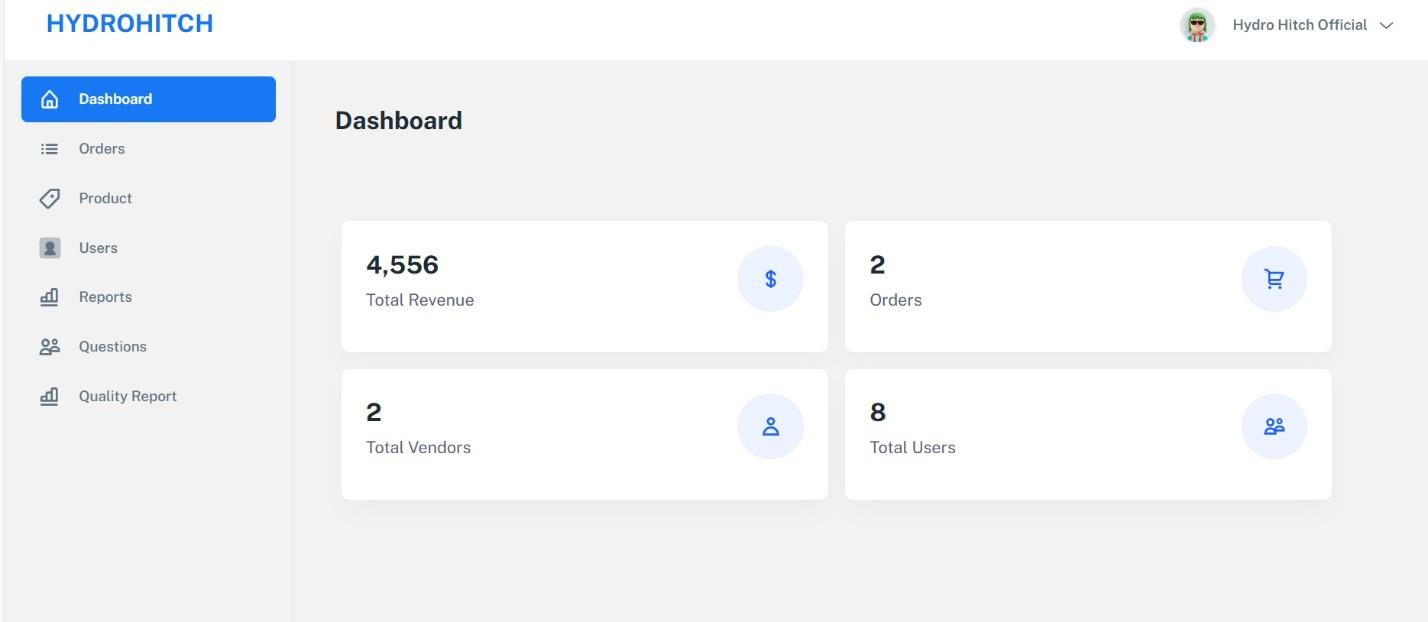 HYDROHITCH
Hydro Hitch Official
Dashboard
Orders
Product
Users
Reports
Questions
Quality Report
Dashboard
4,556
Total Revenue
$
2
Orders
2
Total Vendors
8
Total Users